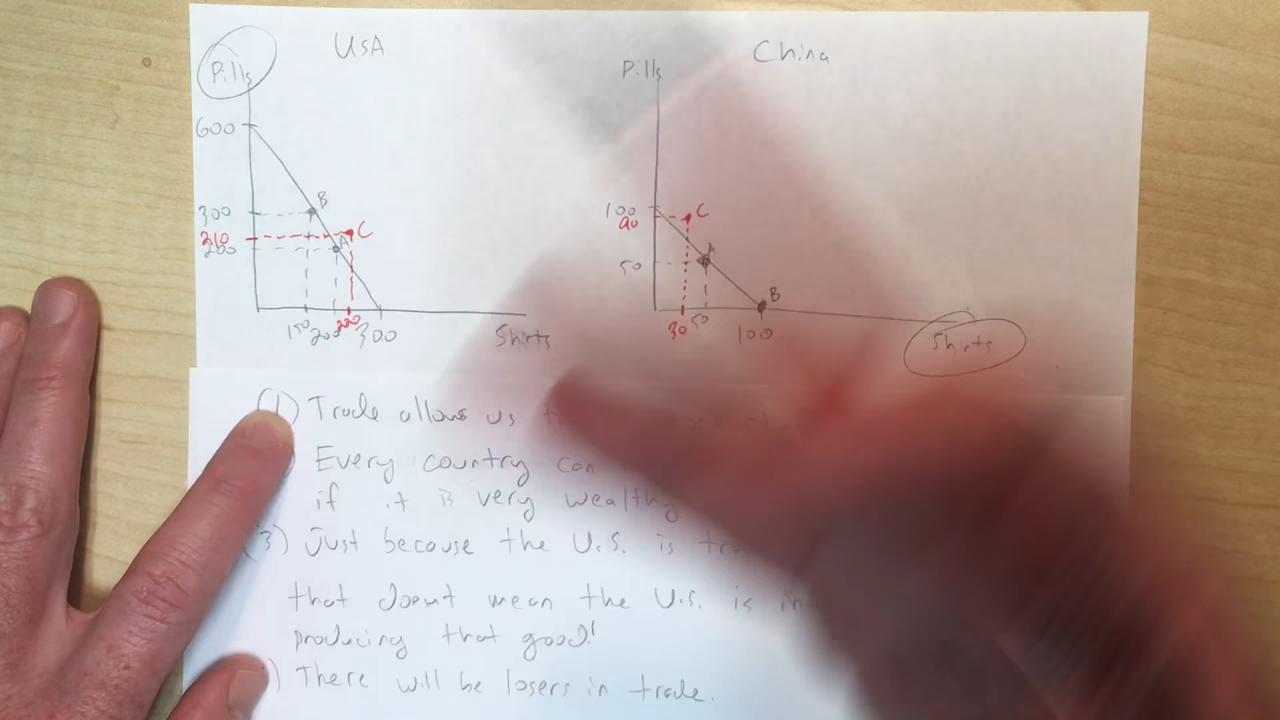 USA
China
Pills
Pills
600
B
300
C
210
A
200
150
200
220
300
Shirts
100
C
90
A
50
B
30
50
100
Shirts
(1) Trade allows us
Every country can
if it is very wealthy
(3) Just because the U.S. is
that doesn't mean the U.S. is
producing that good!
There will be losers in trade.